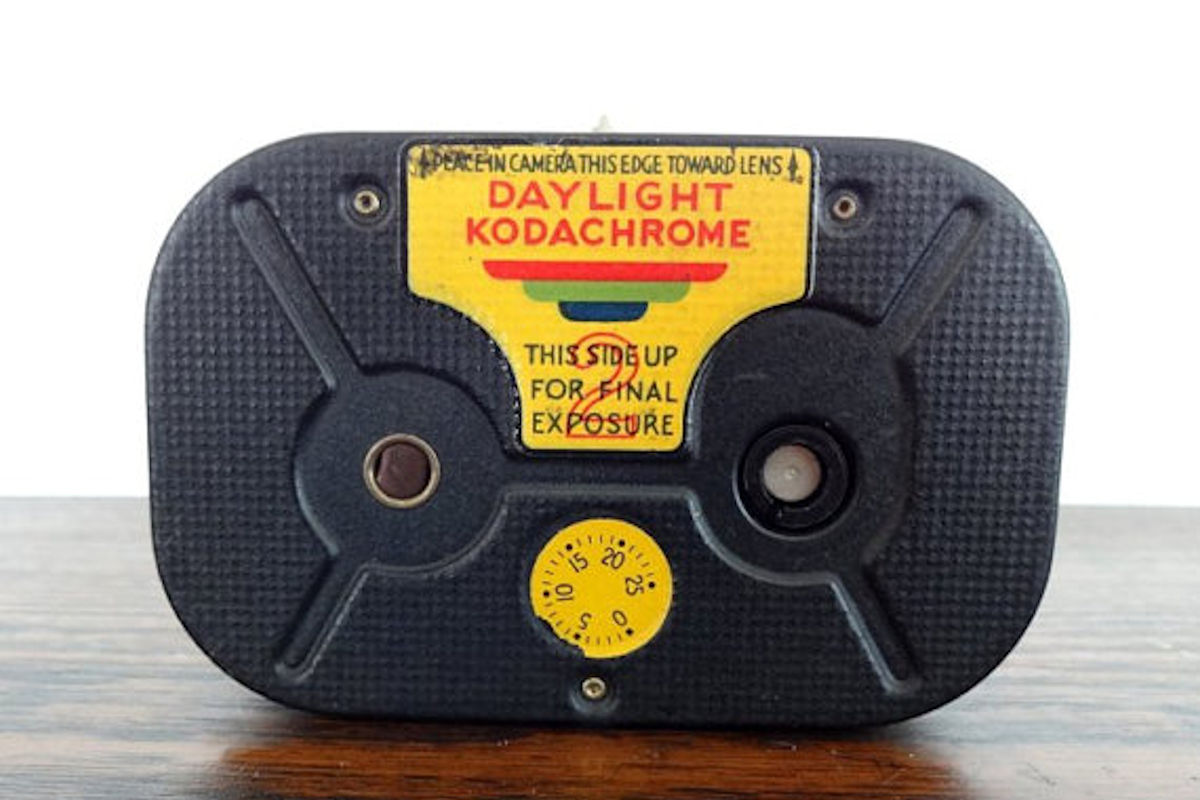 PLACE IN CAMERA THIS EDGE TOWARD LENS
DAYLIGHT
KODACHROME
2
THIS SIDE UP
FOR FINAL
EXPOSURE
0 5 10 15 20 25